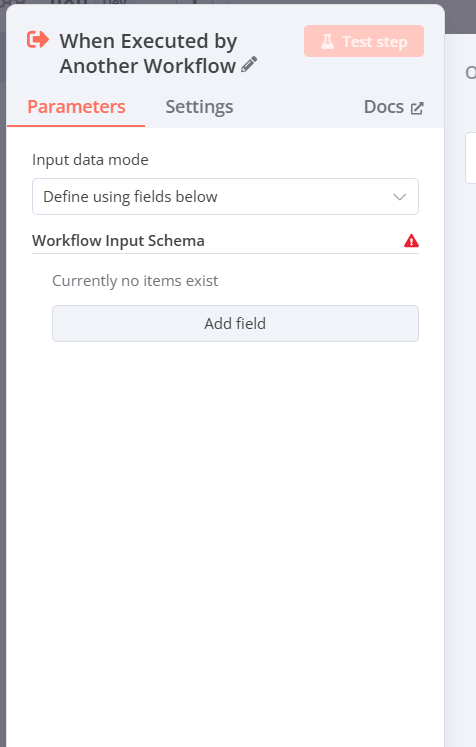 When Executed by
Another Workflow
Test step
Parameters
Settings
Docs
Input data mode
Define using fields below
Workflow Input Schema
Currently no items exist
Add field